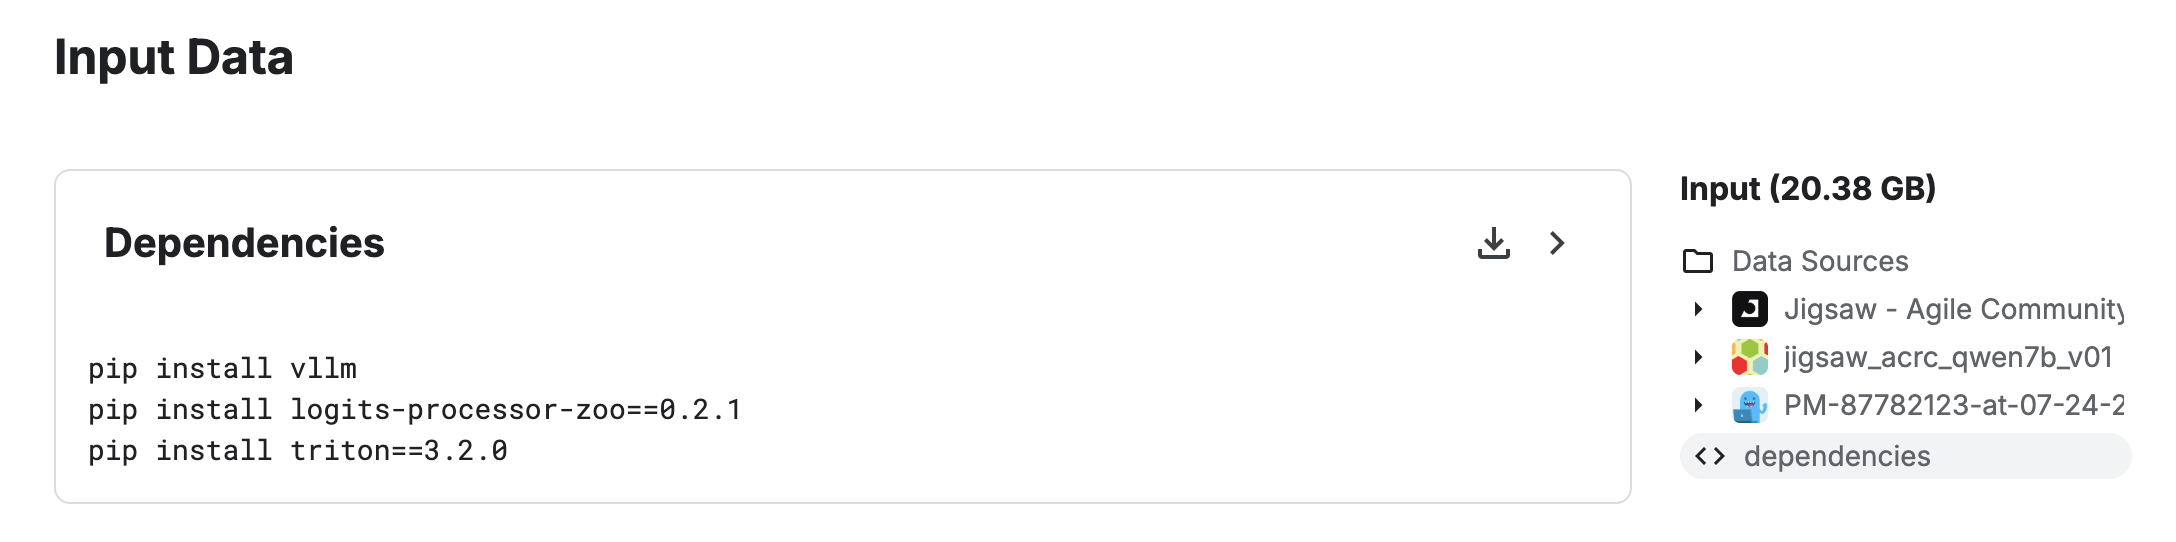 Input Data
Dependencies
pip install vllm
pip install logits-processor-zoo==0.2.1
pip install triton==3.2.0
Input (20.38 GB)
Data Sources
Jigsaw - Agile Community
jigsaw_acrc_qwen7b_v01
PM-87782123-at-07-24-2
dependencies